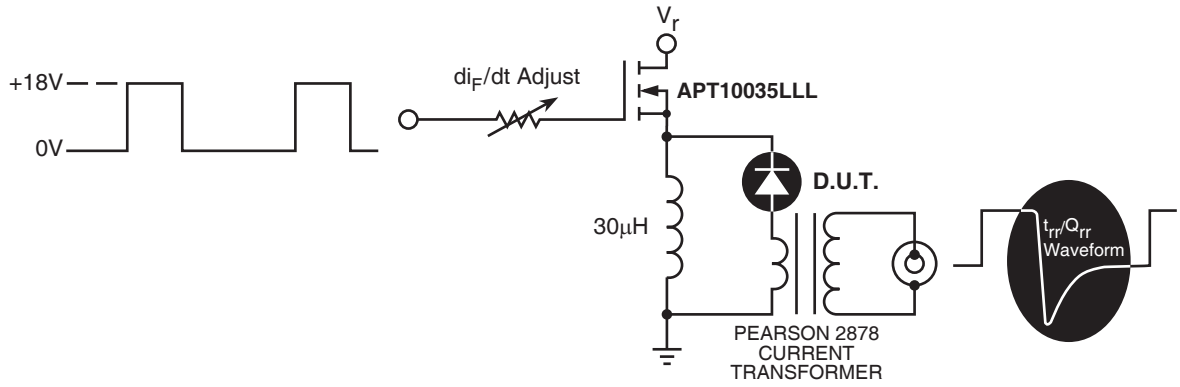 V_r
+18V
0V
di_F/dt Adjust
APT10035LLL
30μH
D.U.T.
t_rr/Q_rr
Waveform
PEARSON 2878
CURRENT
TRANSFORMER